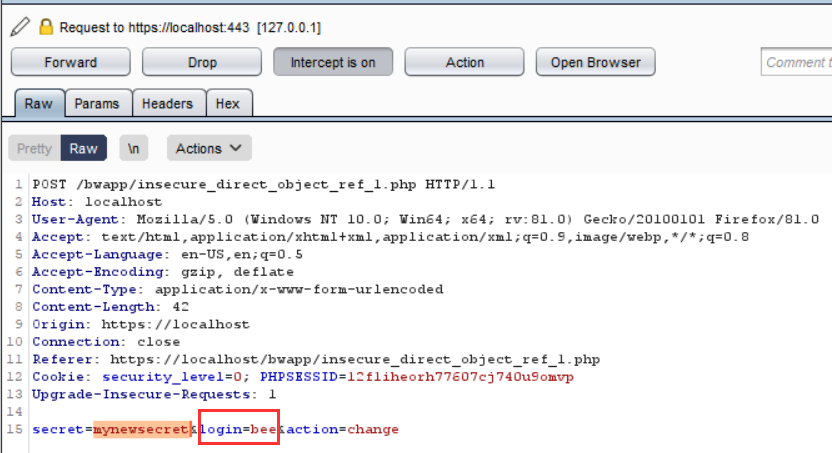 Request to https://localhost:443 [127.0.0.1]
Forward Drop Intercept is on Action Open Browser Comment t
Raw Params Headers Hex
Pretty Raw \n Actions
1 POST /bwapp/insecure_direct_object_ref_1.php HTTP/1.1
2 Host: localhost
3 User-Agent: Mozilla/5.0 (Windows NT 10.0; Win64; x64; rv:81.0) Gecko/20100101 Firefox/81.0
4 Accept: text/html,application/xhtml+xml,application/xml;q=0.9,image/webp,*/*;q=0.8
5 Accept-Language: en-US,en;q=0.5
6 Accept-Encoding: gzip, deflate
7 Content-Type: application/x-www-form-urlencoded
8 Content-Length: 42
9 Origin: https://localhost
10 Connection: close
11 Referer: https://localhost/bwapp/insecure_direct_object_ref_1.php
12 Cookie: security_level=0; PHPSESSID=12fliheorh77607cj740u9omvp
13 Upgrade-Insecure-Requests: 1
14
15 secret=mynewsecret&login=bee&action=change